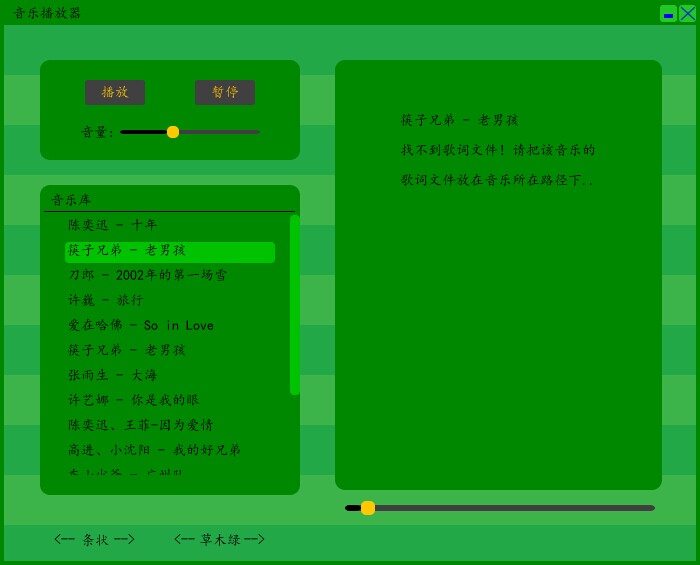 音乐播放器
播放 暂停
音量:
音乐库
陈奕迅 - 十年
筷子兄弟 - 老男孩
刀郎 - 2002年的第一场雪
许巍 - 旅行
爱在哈佛 - So in Love
筷子兄弟 - 老男孩
张雨生 - 大海
许艺娜 - 你是我的眼
陈奕迅、王菲-因为爱情
高进、小沈阳 - 我的好兄弟
筷子兄弟 - 老男孩
找不到歌词文件! 请把该音乐的
歌词文件放在音乐所在路径下..
<-- 条状 --> <-- 草木绿 -->